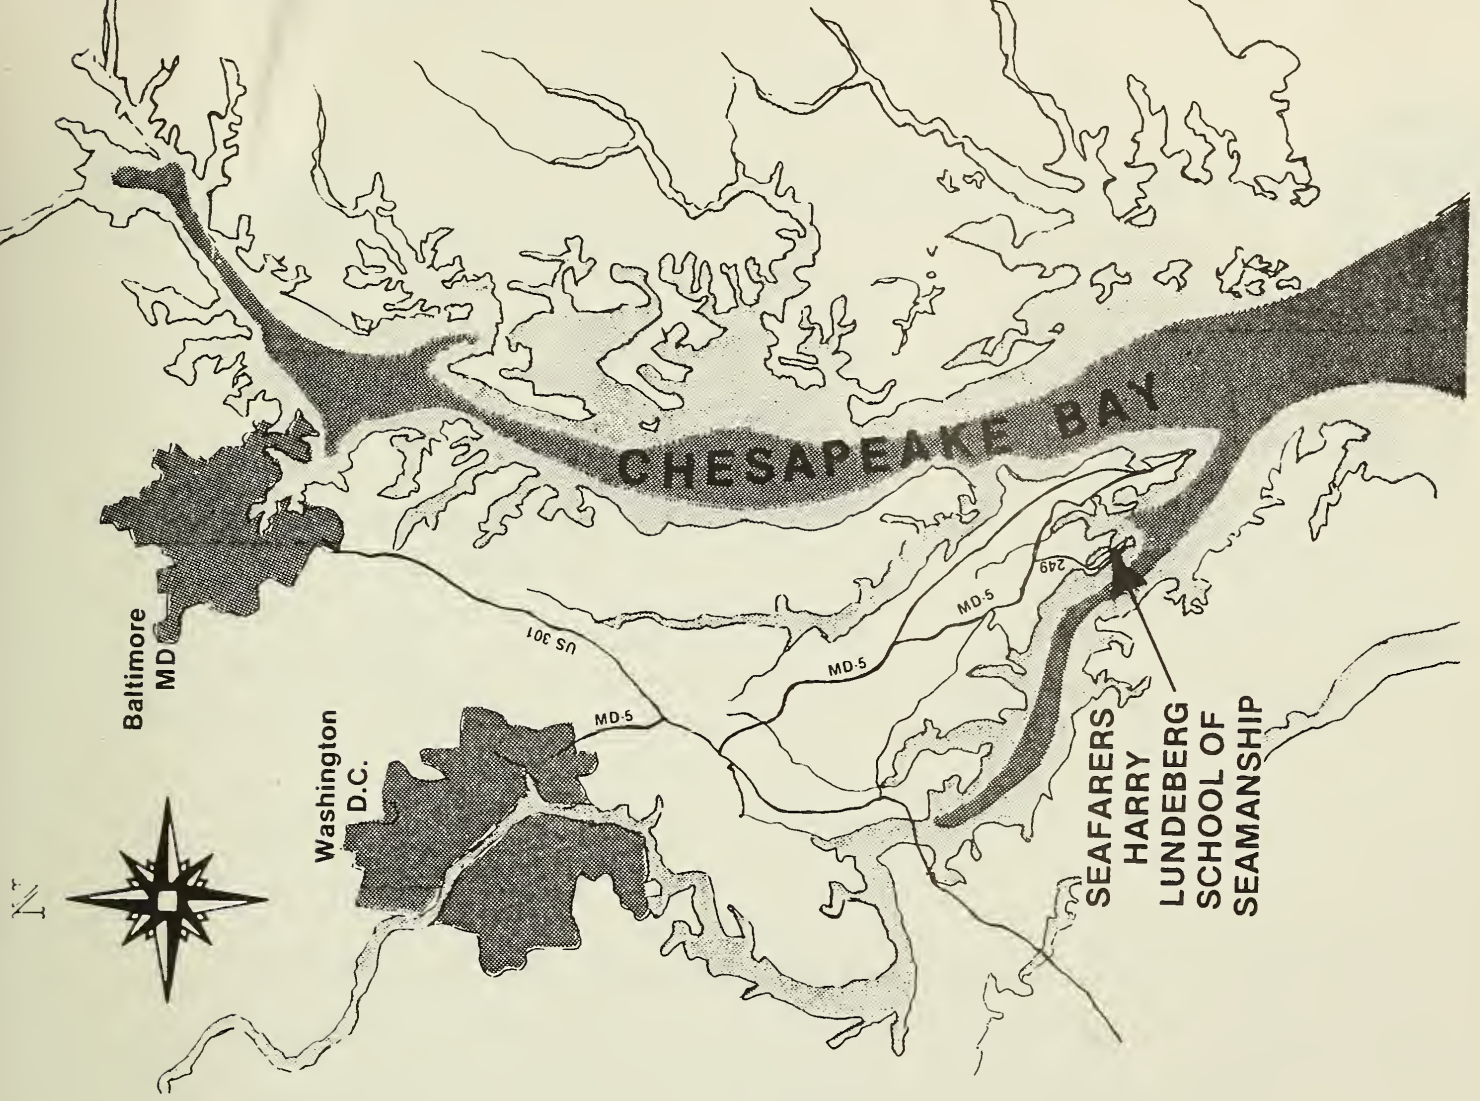 N
Baltimore
MD
Washington
D.C.
CHESAPEAKE BAY
US 301
MD-5
MD-5
MD-5
249
SEAFARERS
HARRY
LUNDEBERG
SCHOOL OF
SEAMANSHIP